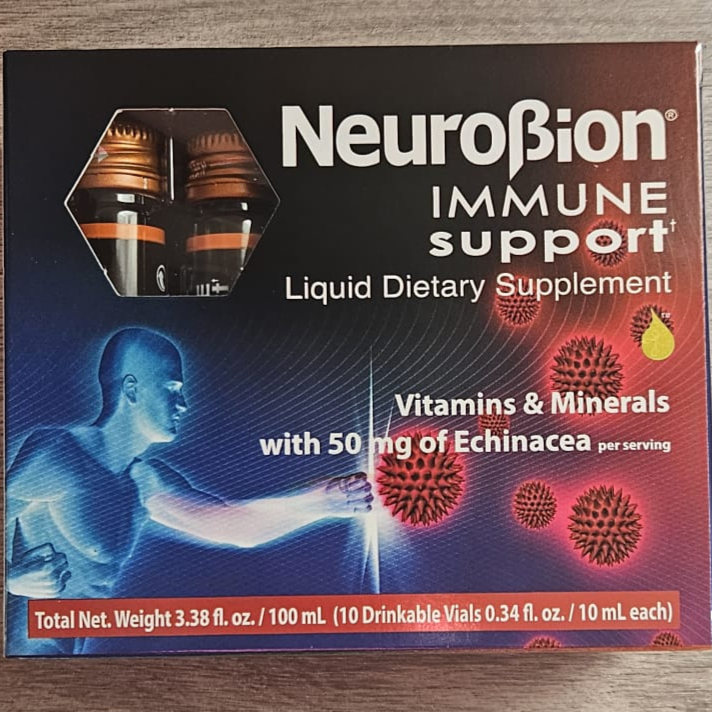 Neuroβion®
IMMUNE
support†
Liquid Dietary Supplement
Vitamins & Minerals
with 50 mg of Echinacea per serving
Total Net. Weight 3.38 fl. oz. / 100 mL (10 Drinkable Vials 0.34 fl. oz. / 10 mL each)